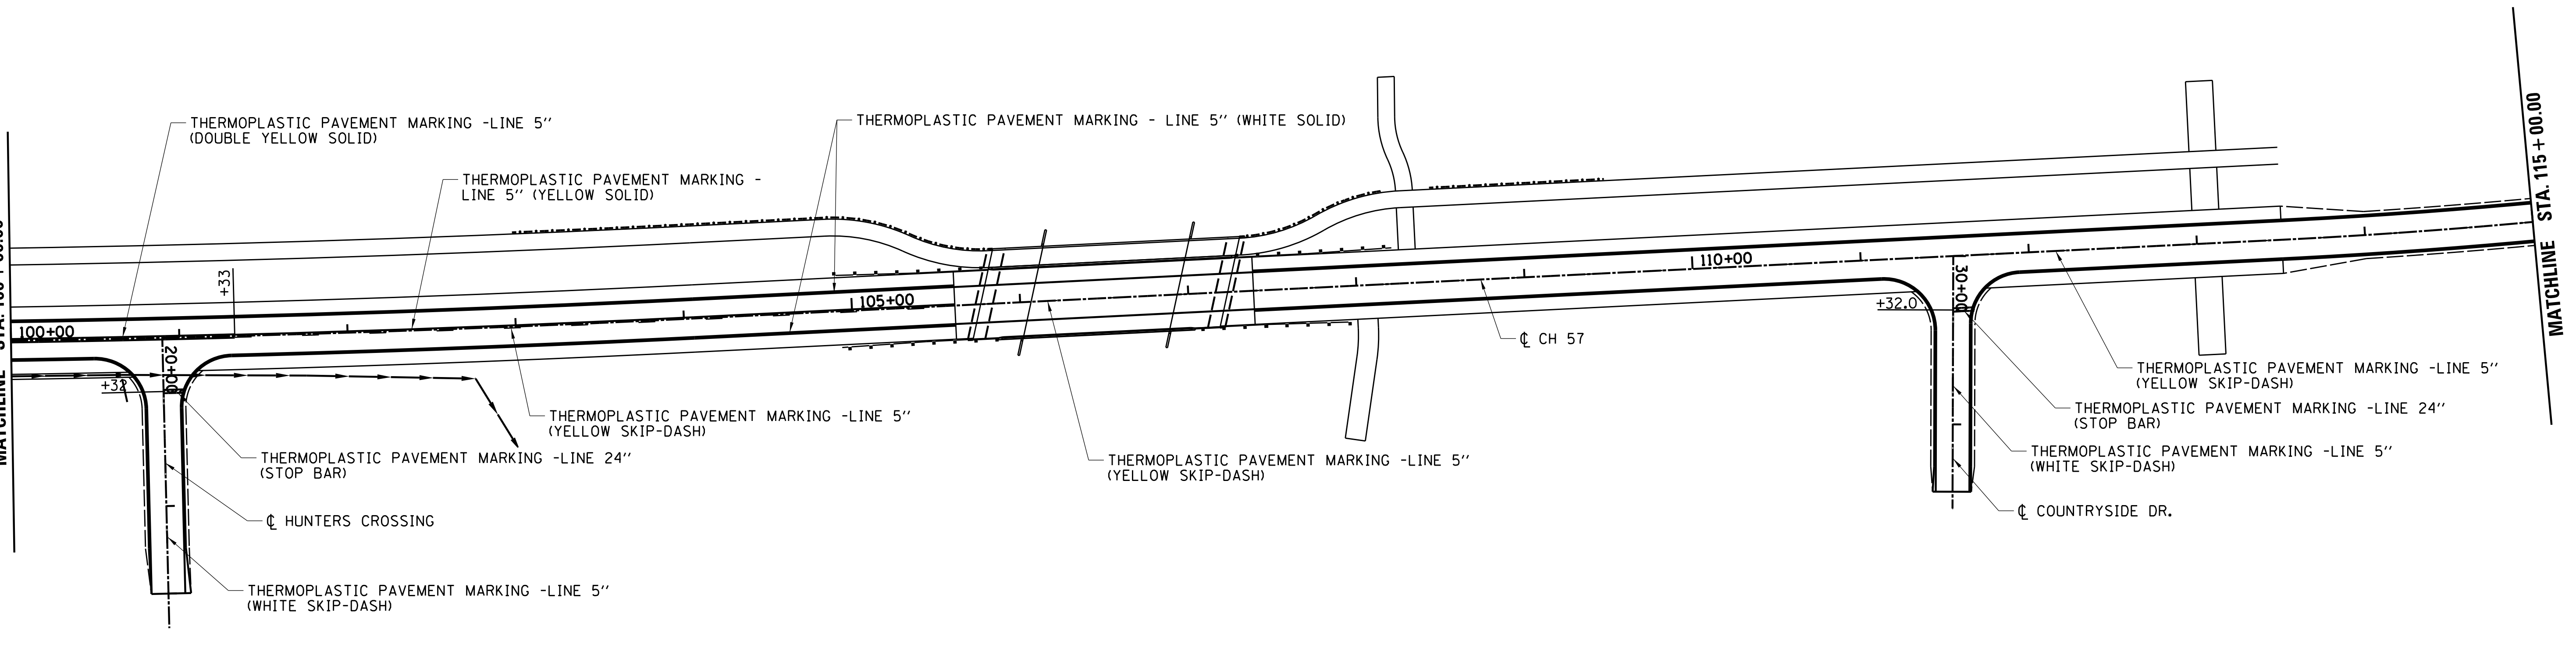 THERMOPLASTIC PAVEMENT MARKING -LINE 5''
(DOUBLE YELLOW SOLID)
THERMOPLASTIC PAVEMENT MARKING -
LINE 5'' (YELLOW SOLID)
THERMOPLASTIC PAVEMENT MARKING - LINE 5'' (WHITE SOLID)
MATCHLINE STA. 115+00.00
+33
100+00
105+00
110+00
20+00
30+00
+32
+32.0
℄ CH 57
THERMOPLASTIC PAVEMENT MARKING -LINE 5''
(YELLOW SKIP-DASH)
THERMOPLASTIC PAVEMENT MARKING -LINE 24''
(STOP BAR)
℄ HUNTERS CROSSING
THERMOPLASTIC PAVEMENT MARKING -LINE 5''
(WHITE SKIP-DASH)
THERMOPLASTIC PAVEMENT MARKING -LINE 5''
(YELLOW SKIP-DASH)
THERMOPLASTIC PAVEMENT MARKING -LINE 5''
(YELLOW SKIP-DASH)
THERMOPLASTIC PAVEMENT MARKING -LINE 24''
(STOP BAR)
THERMOPLASTIC PAVEMENT MARKING -LINE 5''
(WHITE SKIP-DASH)
℄ COUNTRYSIDE DR.